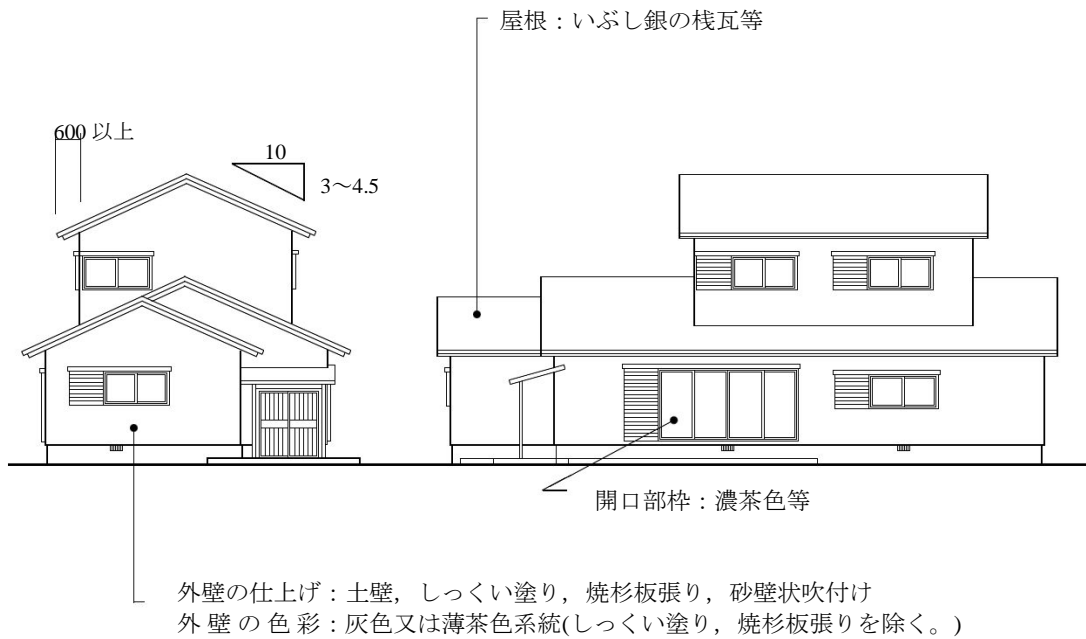 屋根：いぶし銀の桟瓦等
600 以上
10
3～4.5
開口部枠：濃茶色等
外壁の仕上げ：土壁，しっくい塗り，焼杉板張り，砂壁状吹付け
外 壁 の 色 彩：灰色又は薄茶色系統(しっくい塗り，焼杉板張りを除く。)